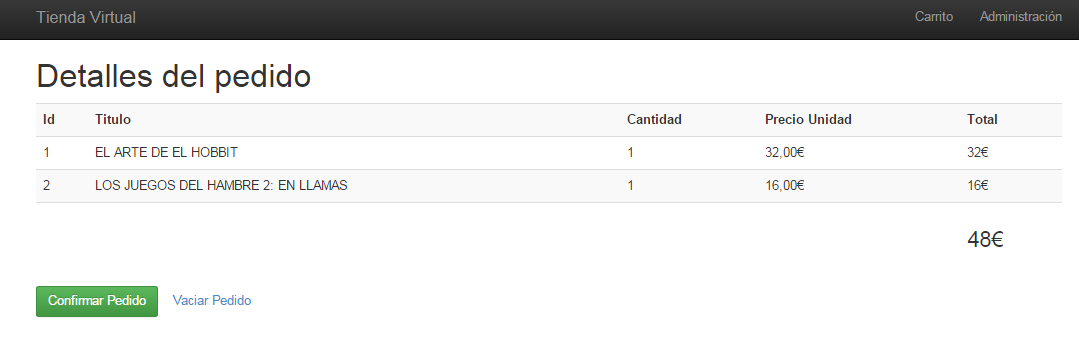 Tienda Virtual Carrito Administración
Detalles del pedido
Id Titulo Cantidad Precio Unidad Total
1 EL ARTE DE EL HOBBIT 1 32,00€ 32€
2 LOS JUEGOS DEL HAMBRE 2: EN LLAMAS 1 16,00€ 16€
48€
Confirmar Pedido Vaciar Pedido